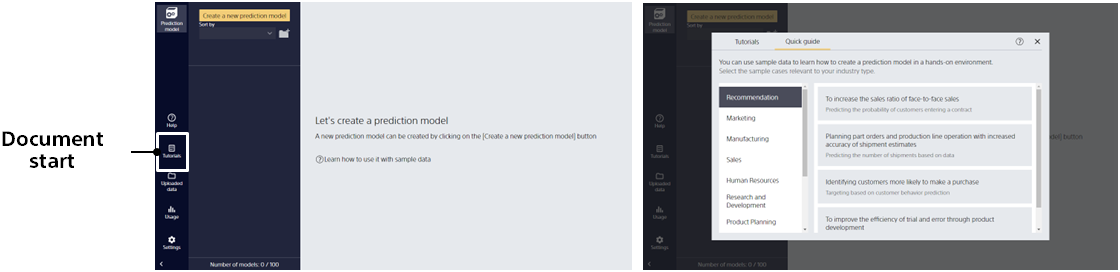 Document
start
Prediction
model
Create a new prediction model
Sort by
Help
Tutorials
Uploaded
data
Usage
Settings
Number of models: 0 / 100
Let's create a prediction model
A new prediction model can be created by clicking on the [Create a new prediction model] button
Learn how to use it with sample data
Prediction
model
Create a new prediction model
Sort by
Help
Tutorials
Uploaded
data
Usage
Settings
Number of models: 0 / 100
Tutorials
Quick guide
You can use sample data to learn how to create a prediction model in a hands-on environment.
Select the sample cases relevant to your industry type.
Recommendation
Marketing
Manufacturing
Sales
Human Resources
Research and
Development
Product Planning
To increase the sales ratio of face-to-face sales
Predicting the probability of customers entering a contract
Planning part orders and production line operation with increased
accuracy of shipment estimates
Predicting the number of shipments based on data
Identifying customers more likely to make a purchase
Targeting based on customer behavior prediction
To improve the efficiency of trial and error through product
development
model] button